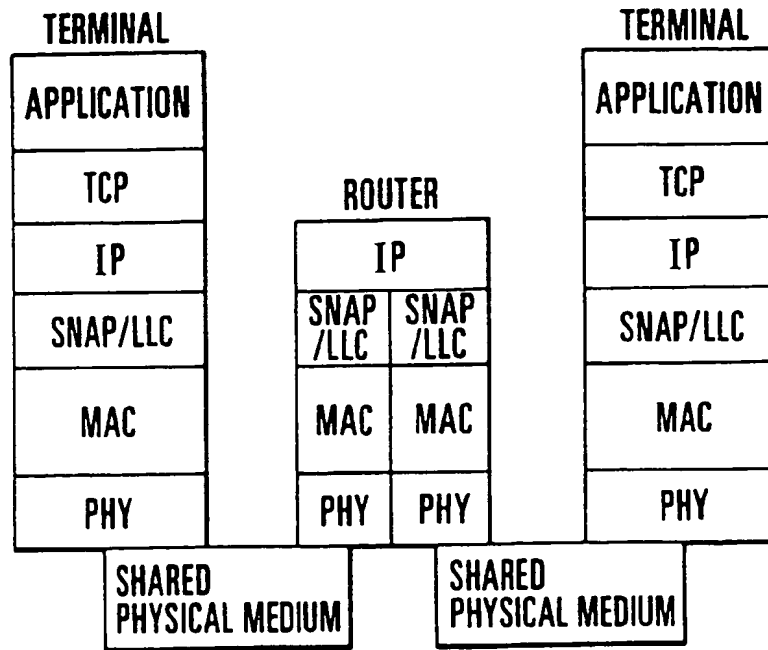 TERMINAL
APPLICATION
TCP
IP
SNAP/LLC
MAC
PHY
ROUTER
IP
SNAP
/LLC
SNAP
/LLC
MAC
MAC
PHY
PHY
TERMINAL
APPLICATION
TCP
IP
SNAP/LLC
MAC
PHY
SHARED
PHYSICAL MEDIUM
SHARED
PHYSICAL MEDIUM